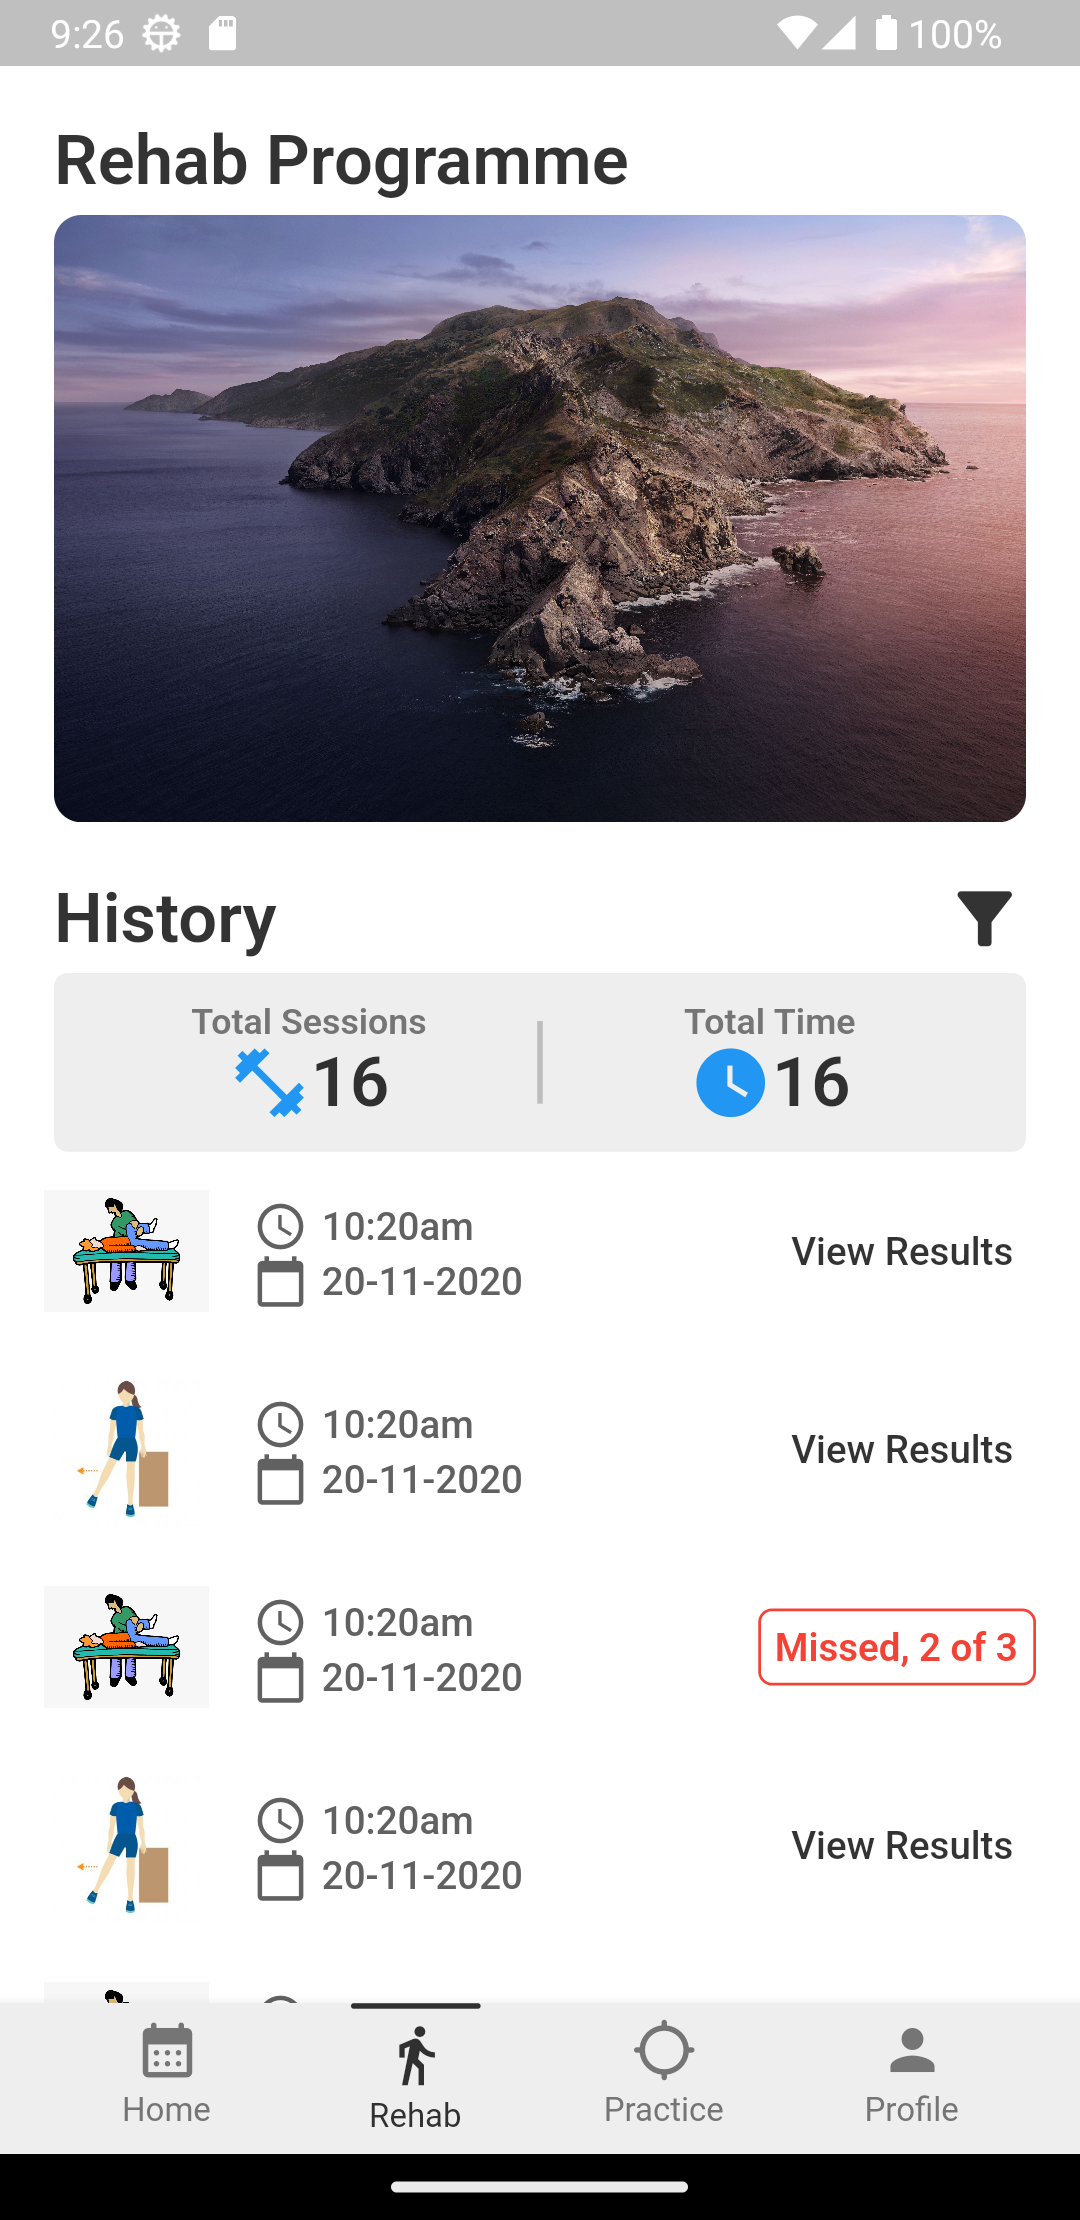 9:26
100%
Rehab Programme
History
Total Sessions
16
Total Time
16
10:20am
20-11-2020
View Results
10:20am
20-11-2020
View Results
10:20am
20-11-2020
Missed, 2 of 3
10:20am
20-11-2020
View Results
Home
Rehab
Practice
Profile